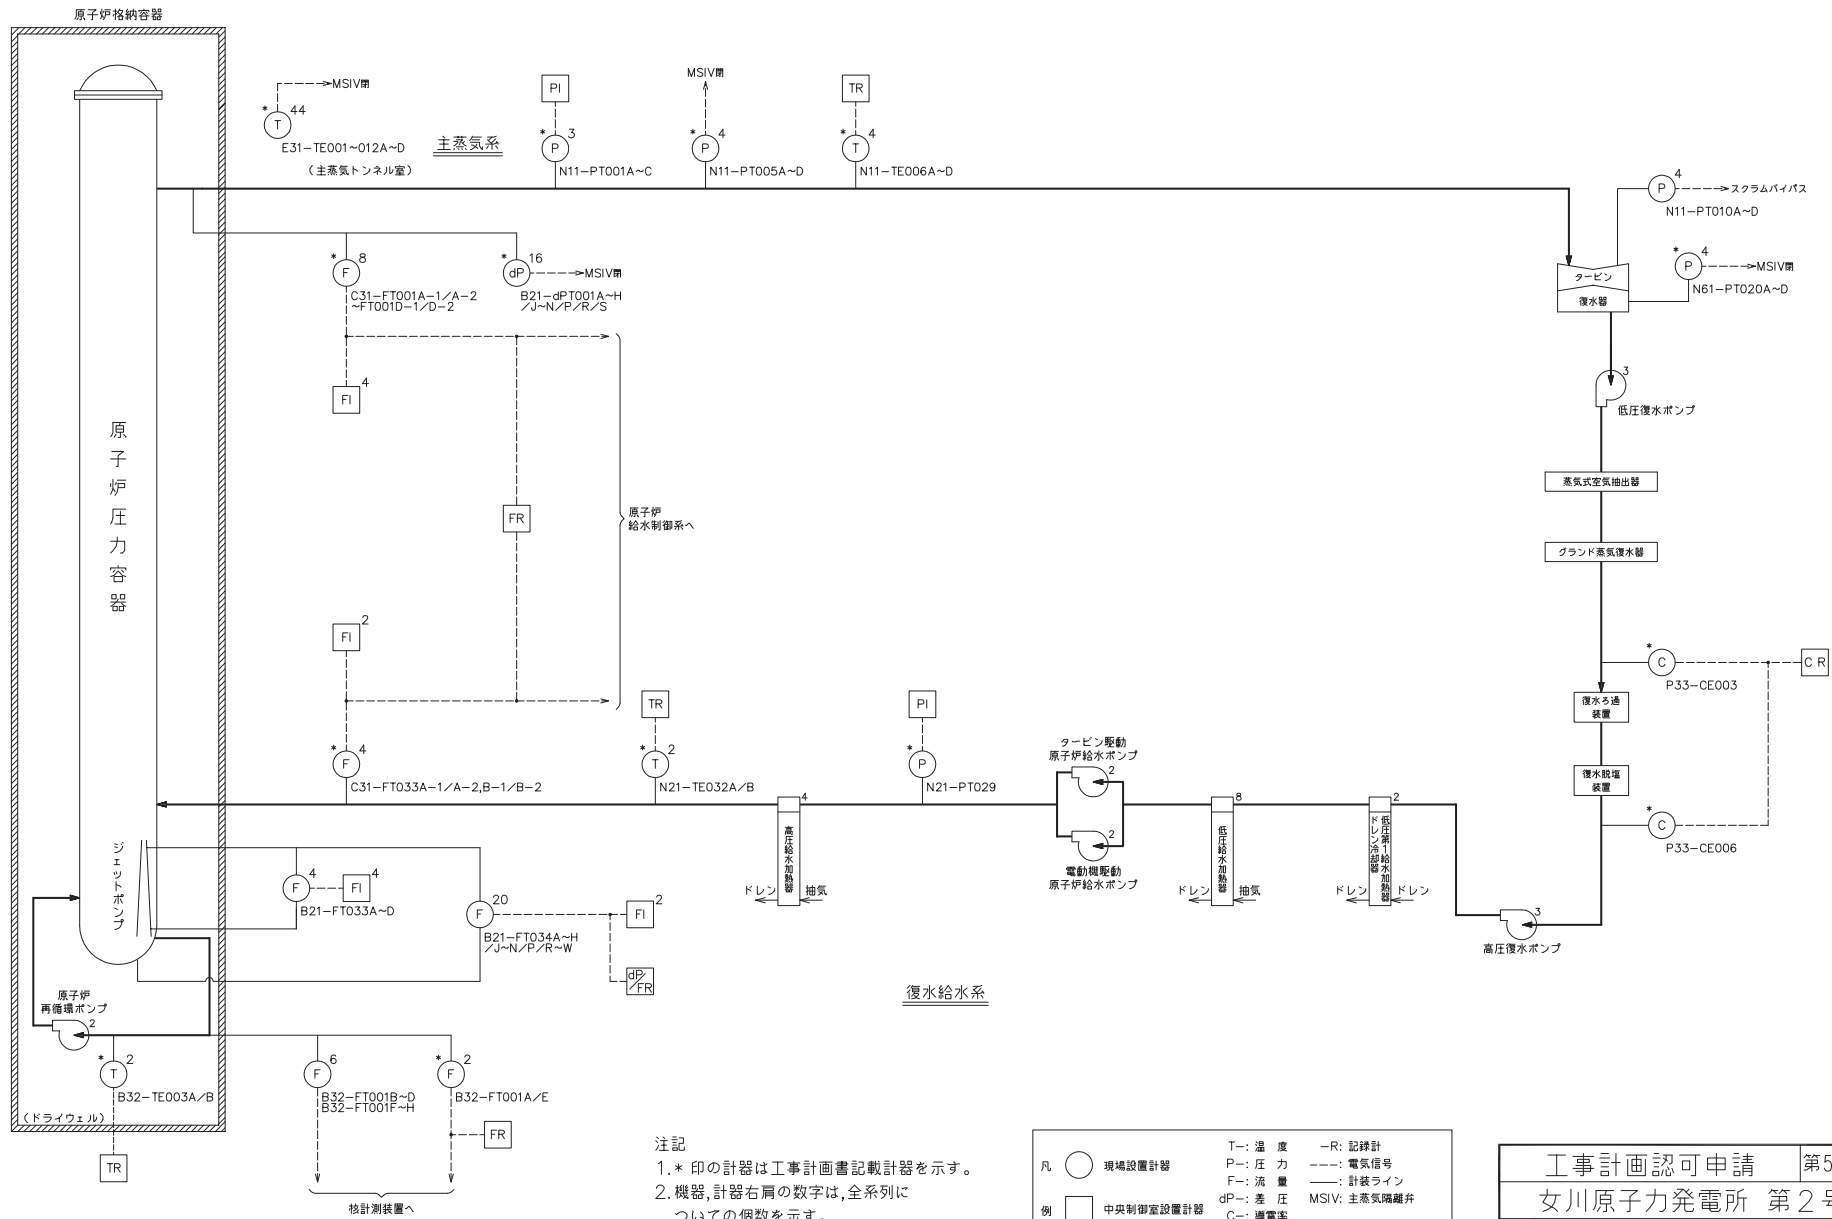 原子炉格納容器
MSIV閉
*
44
T
E31-TE001~012A~D
(主蒸気トンネル室)
主蒸気系
PI
*
3
P
N11-PT001A~C
MSIV閉
*
4
P
N11-PT005A~D
TR
*
4
T
N11-TE006A~D
4
P
スクラムバイパス
N11-PT010A~D
*
4
P
MSIV閉
N61-PT020A~D
タービン
復水器
*
8
F
C31-FT001A-1/A-2
~FT001D-1/D-2
*
16
dP
MSIV閉
B21-dPT001A~H
/J~N/P/R/S
4
FI
3
低圧復水ポンプ
原子炉圧力容器
蒸気式空気抽出器
FR
原子炉
給水制御系へ
グランド蒸気復水器
2
FI
*
C
C R
P33-CE003
復水ろ過
装置
*
4
F
C31-FT033A-1/A-2,B-1/B-2
TR
*
2
T
N21-TE032A/B
PI
*
P
N21-PT029
タービン駆動
原子炉給水ポンプ
2
2
電動機駆動
原子炉給水ポンプ
復水脱塩
装置
*
C
P33-CE006
4
高圧給水加熱器
ドレン
抽気
8
低圧給水加熱器
ドレン
抽気
2
低圧第1給水加熱器
ドレン冷却器
ドレン
ドレン
3
高圧復水ポンプ
ジェットポンプ
4
F
4
FI
B21-FT033A~D
20
F
B21-FT034A~H
/J~N/P/R~W
2
FI
dP/FR
復水給水系
原子炉
再循環ポンプ
2
*
2
T
B32-TE003A/B
(ドライウェル)
TR
6
F
B32-FT001B~D
B32-FT001F~H
*
2
F
B32-FT001A/E
FR
核計測装置へ
注記
1.* 印の計器は工事計画書記載計器を示す。
2.機器,計器右肩の数字は,全系列に
ついての個数を示す。
凡例
現場設置計器
中央制御室設置計器
T-: 温 度
P-: 圧 力
F-: 流 量
dP-: 差 圧
C-: 導電率
-R: 記録計
---: 電気信号
——: 計装ライン
MSIV: 主蒸気隔離弁
工事計画認可申請
第5
女川原子力発電所 第2号